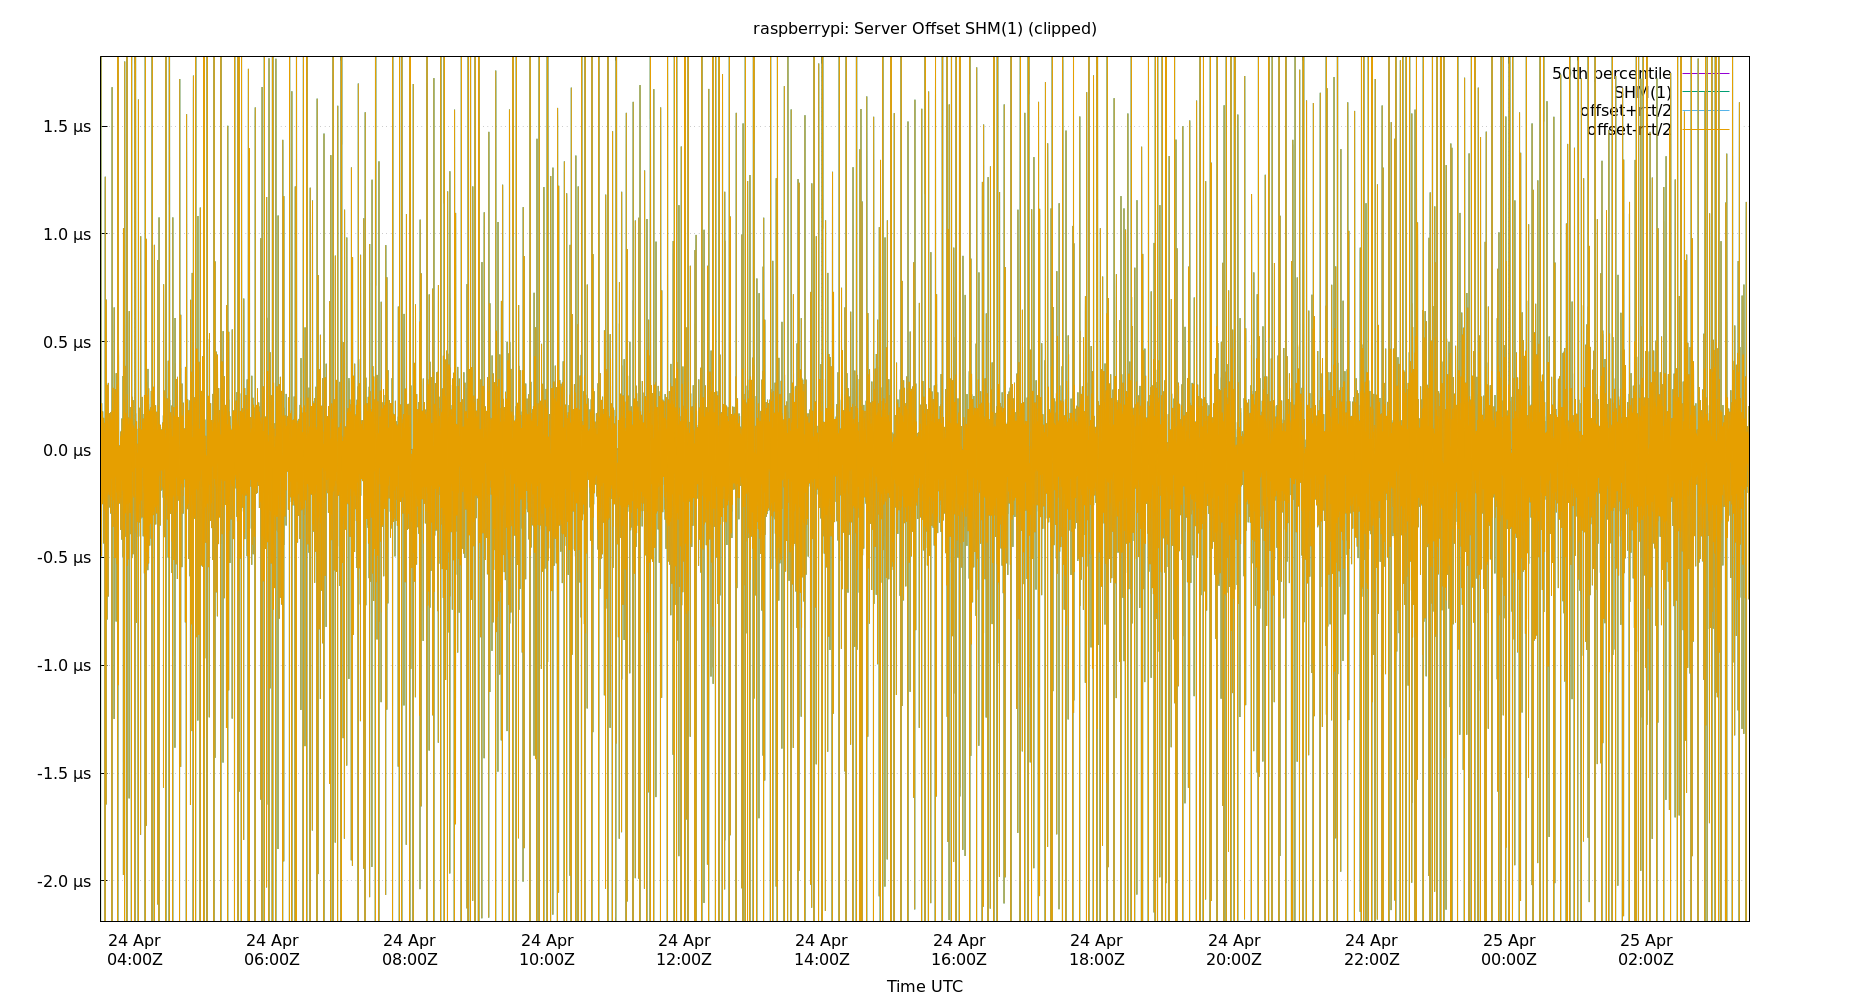 raspberrypi: Server Offset SHM(1) (clipped)
50th percentile
SHM(1)
offset+rtt/2
offset-rtt/2
1.5 µs
1.0 µs
0.5 µs
0.0 µs
-0.5 µs
-1.0 µs
-1.5 µs
-2.0 µs
24 Apr 24 Apr 24 Apr 24 Apr 24 Apr 24 Apr 24 Apr 24 Apr 24 Apr 24 Apr 25 Apr 25 Apr
04:00Z 06:00Z 08:00Z 10:00Z 12:00Z 14:00Z 16:00Z 18:00Z 20:00Z 22:00Z 00:00Z 02:00Z
Time UTC